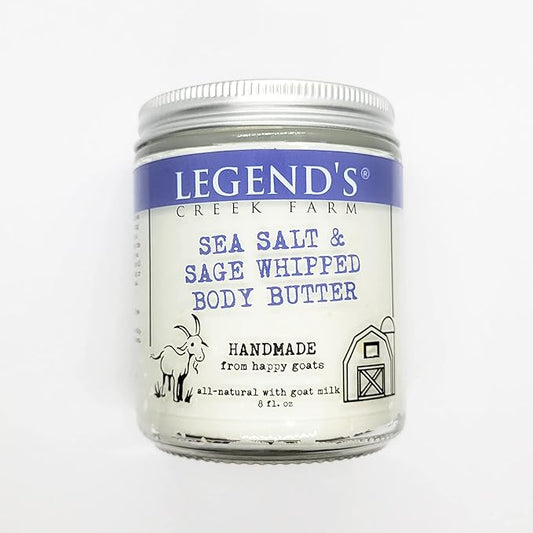 LEGEND'S®
CREEK FARM
SEA SALT &
SAGE WHIPPED
BODY BUTTER
HANDMADE
from happy goats
all-natural with goat milk
8 fl. oz